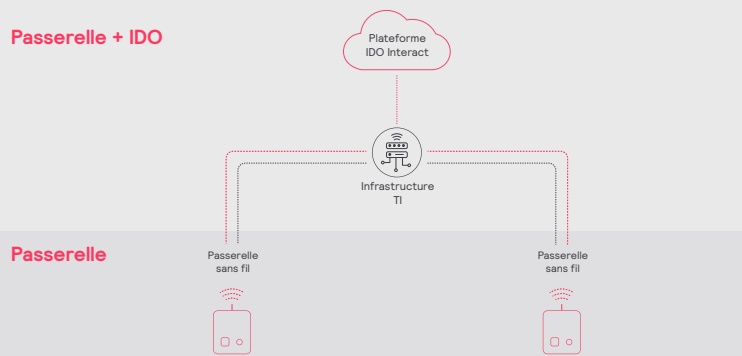 Passerelle + IDO
Plateforme
IDO Interact
Infrastructure
TI
Passerelle
Passerelle
sans fil
Passerelle
sans fil